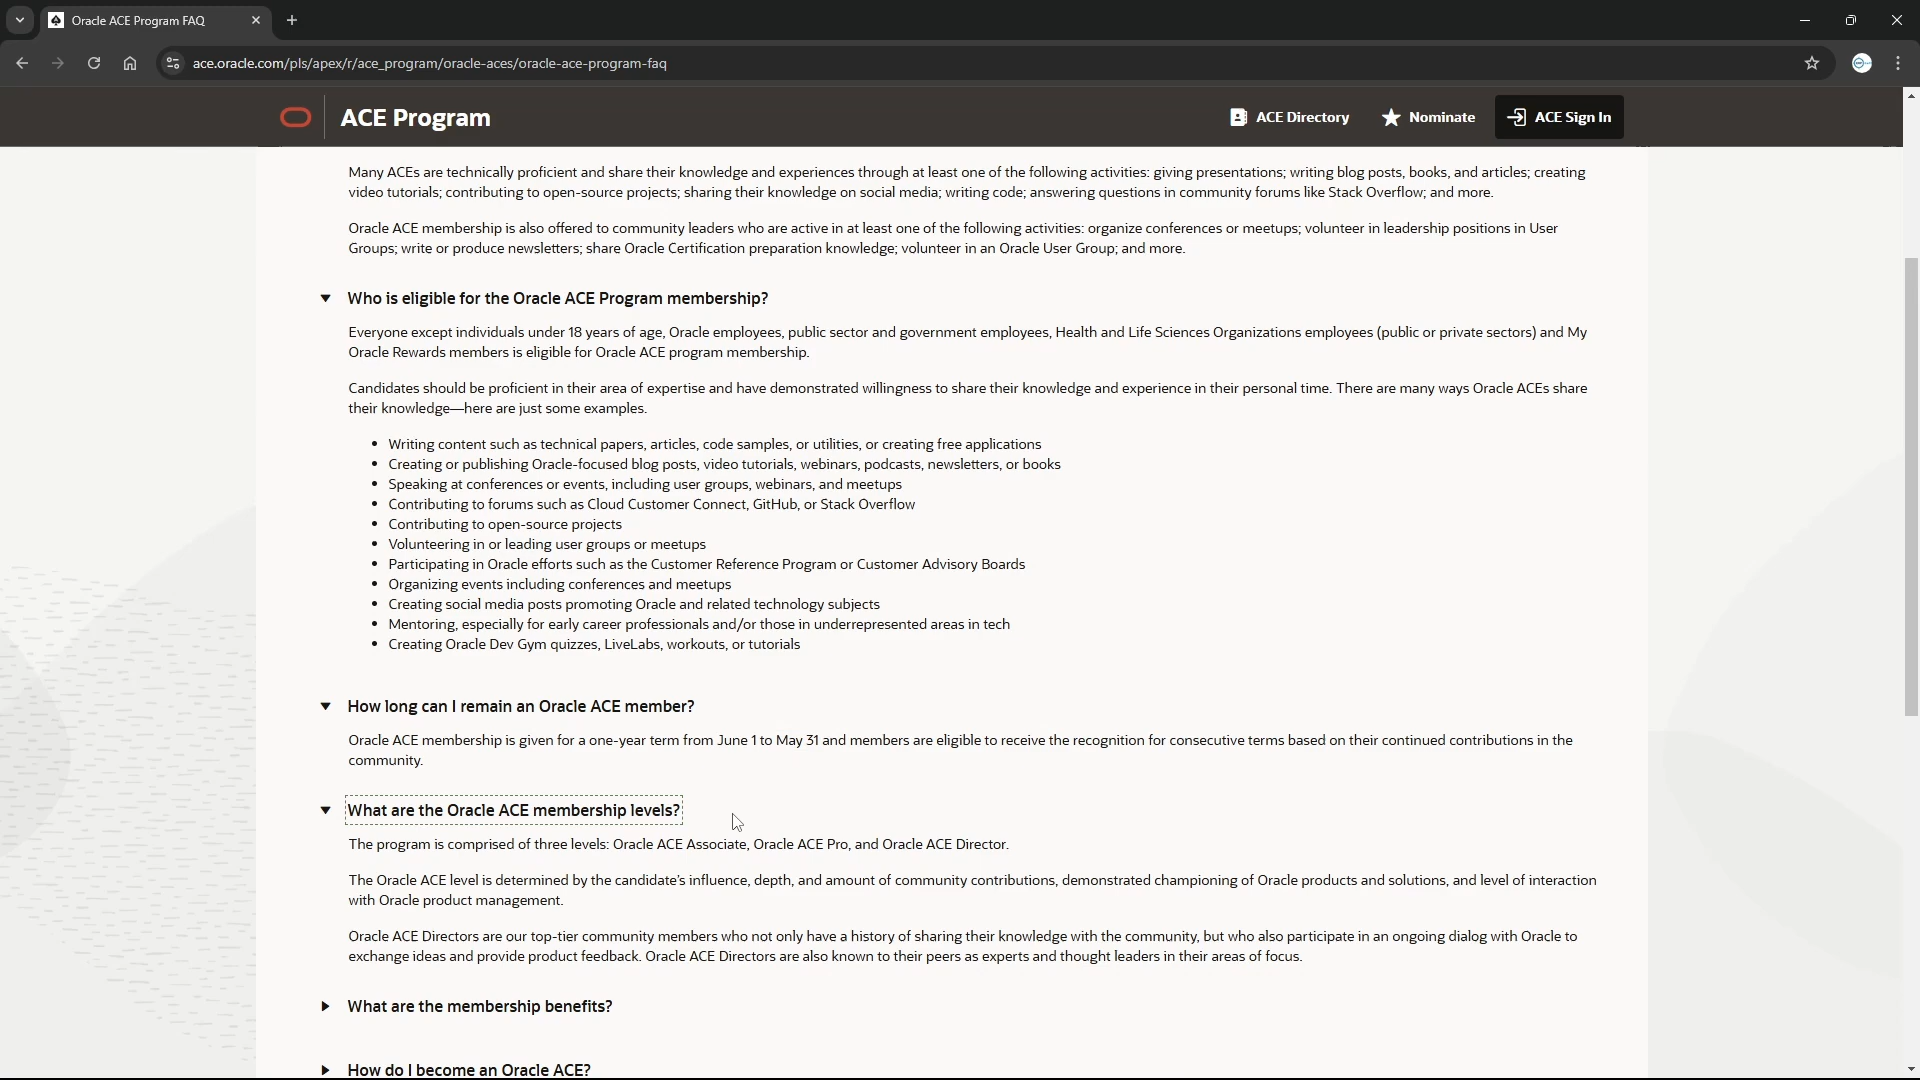 Oracle ACE Program FAQ
ace.oracle.com/pls/apex/r/ace_program/oracle-aces/oracle-ace-program-faq
ACE Program
ACE Directory
Nominate
ACE Sign In
Many ACEs are technically proficient and share their knowledge and experiences through at least one of the following activities: giving presentations; writing blog posts, books, and articles; creating
video tutorials; contributing to open-source projects; sharing their knowledge on social media; writing code; answering questions in community forums like Stack Overflow; and more.
Oracle ACE membership is also offered to community leaders who are active in at least one of the following activities: organize conferences or meetups; volunteer in leadership positions in User
Groups; write or produce newsletters; share Oracle Certification preparation knowledge; volunteer in an Oracle User Group; and more.
Who is eligible for the Oracle ACE Program membership?
Everyone except individuals under 18 years of age, Oracle employees, public sector and government employees, Health and Life Sciences Organizations employees (public or private sectors) and My
Oracle Rewards members is eligible for Oracle ACE program membership.
Candidates should be proficient in their area of expertise and have demonstrated willingness to share their knowledge and experience in their personal time. There are many ways Oracle ACEs share
their knowledge—here are just some examples.
• Writing content such as technical papers, articles, code samples, or utilities, or creating free applications
• Creating or publishing Oracle-focused blog posts, video tutorials, webinars, podcasts, newsletters, or books
• Speaking at conferences or events, including user groups, webinars, and meetups
• Contributing to forums such as Cloud Customer Connect, GitHub, or Stack Overflow
• Contributing to open-source projects
• Volunteering in or leading user groups or meetups
• Participating in Oracle efforts such as the Customer Reference Program or Customer Advisory Boards
• Organizing events including conferences and meetups
• Creating social media posts promoting Oracle and related technology subjects
• Mentoring, especially for early career professionals and/or those in underrepresented areas in tech
• Creating Oracle Dev Gym quizzes, LiveLabs, workouts, or tutorials
How long can I remain an Oracle ACE member?
Oracle ACE membership is given for a one-year term from June 1 to May 31 and members are eligible to receive the recognition for consecutive terms based on their continued contributions in the
community.
What are the Oracle ACE membership levels?
The program is comprised of three levels: Oracle ACE Associate, Oracle ACE Pro, and Oracle ACE Director.
The Oracle ACE level is determined by the candidate's influence, depth, and amount of community contributions, demonstrated championing of Oracle products and solutions, and level of interaction
with Oracle product management.
Oracle ACE Directors are our top-tier community members who not only have a history of sharing their knowledge with the community, but who also participate in an ongoing dialog with Oracle to
exchange ideas and provide product feedback. Oracle ACE Directors are also known to their peers as experts and thought leaders in their areas of focus.
What are the membership benefits?
How do I become an Oracle ACE?